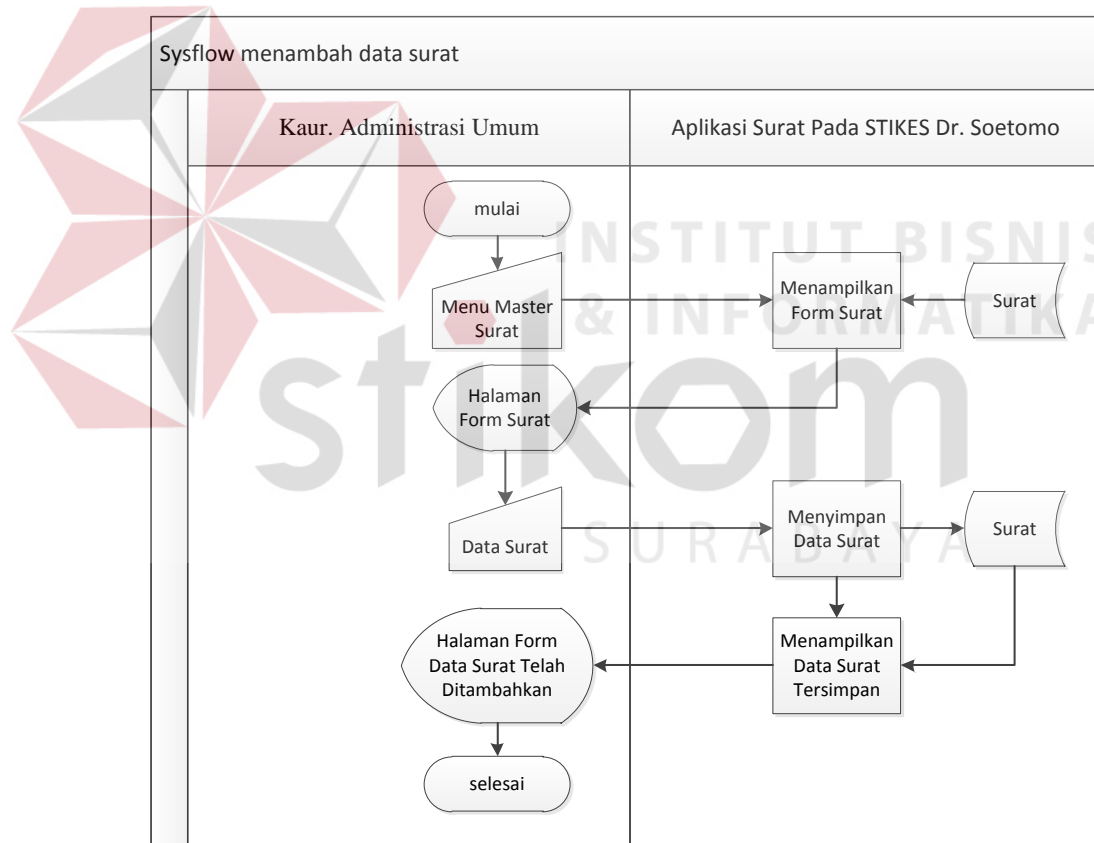 Sysflow menambah data surat
Kaur. Administrasi Umum
Aplikasi Surat Pada STIKES Dr. Soetomo
mulai
Menu Master
Surat
Menampilkan
Form Surat
Surat
Halaman
Form Surat
Data Surat
Menyimpan
Data Surat
Surat
Halaman Form
Data Surat Telah
Ditambahkan
Menampilkan
Data Surat
Tersimpan
selesai
INSTITUT BISNIS
& INFORMATIKA
stikom
SURABAYA